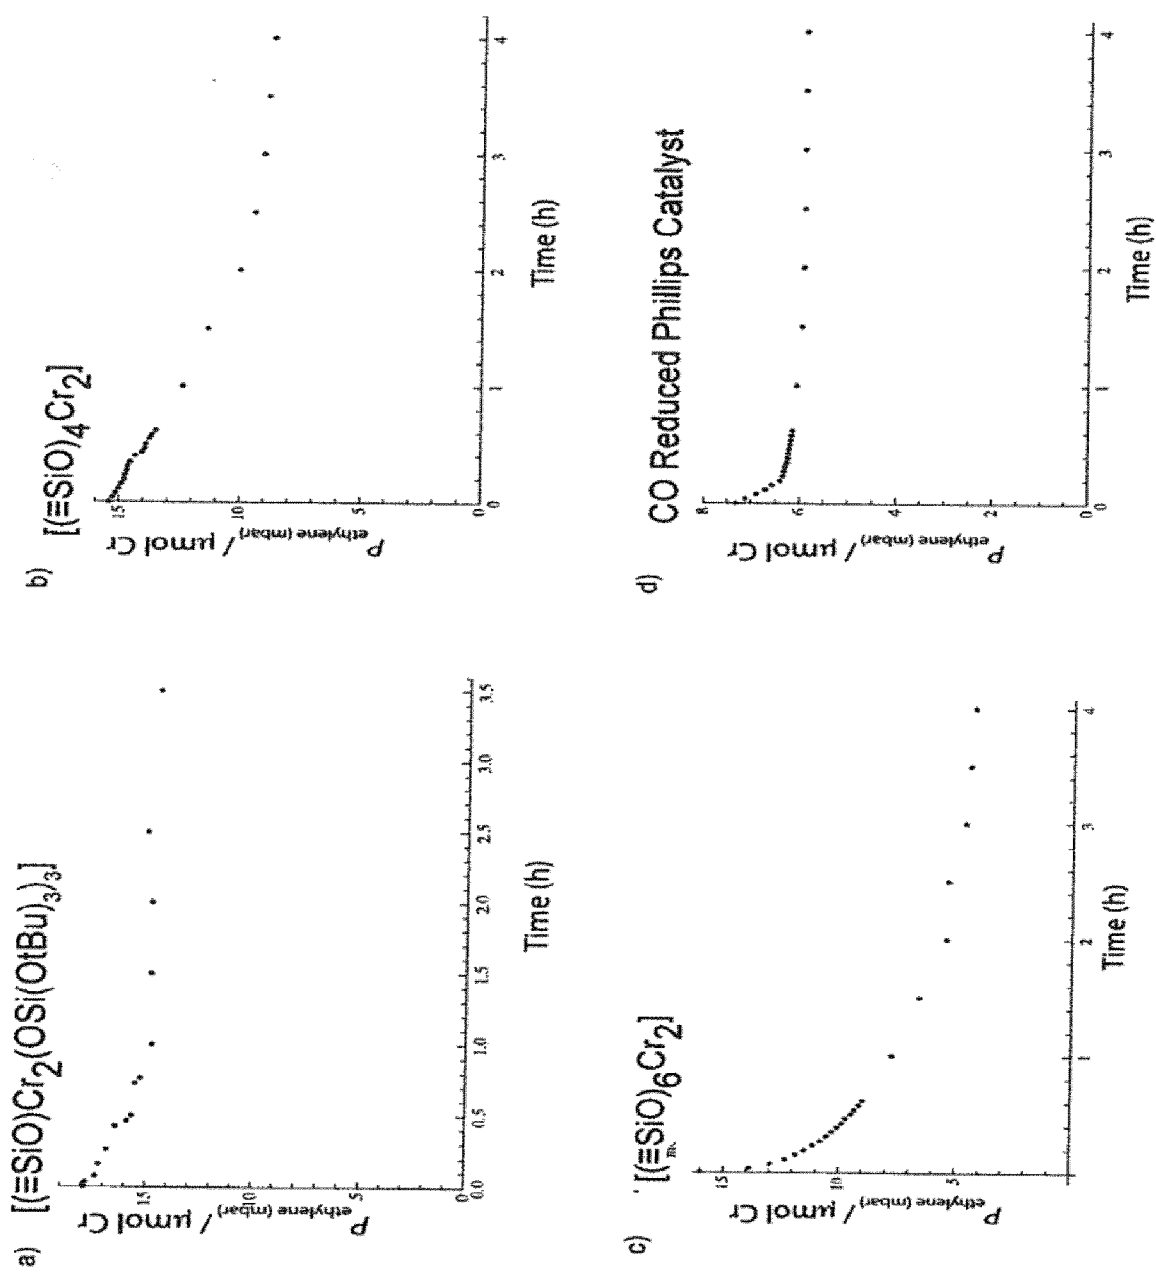 a)
[(≡SiO)Cr2(OSi(OtBu)3)3]
P ethylene (mbar) / μmol Cr
15
10
5
0
0.0 0.5 1.0 1.5 2.0 2.5 3.0 3.5
Time (h)
b)
[(≡SiO)4Cr2]
P ethylene (mbar) / μmol Cr
15
10
5
0
1 2 3 4
Time (h)
c)
[(≡SiO)6Cr2]
P ethylene (mbar) / μmol Cr
15
10
5
1 2 3 4
Time (h)
d)
CO Reduced Phillips Catalyst
P ethylene (mbar) / μmol Cr
8
6
4
2
0
0 1 2 3 4
Time (h)